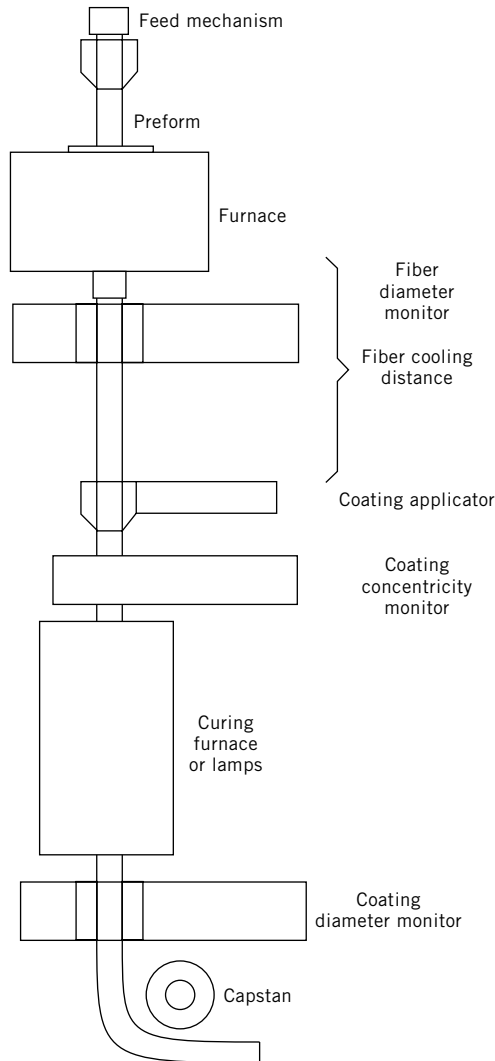 Feed mechanism
Preform
Furnace
Fiber
diameter
monitor
Fiber cooling
distance
Coating applicator
Coating
concentricity
monitor
Curing
furnace
or lamps
Coating
diameter monitor
Capstan